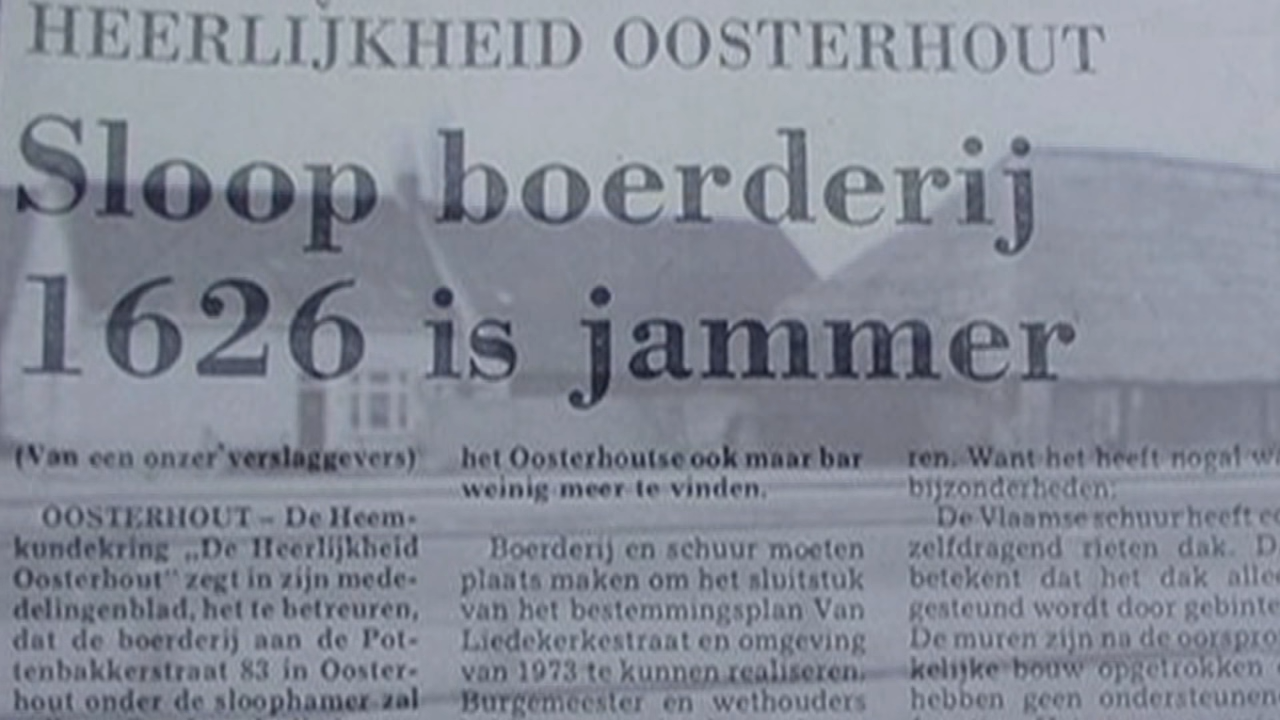 HEERLIJKHEID OOSTERHOUT
Sloop boerderij
1626 is jammer
(Van een onzer verslaggevers)
OOSTERHOUT – De Heem-
kundekring „De Heerlijkheid
Oosterhout" zegt in zijn mede-
delingenblad, het te betreuren,
dat de boerderij aan de Pot-
tenbakkerstraat 83 in Ooster-
hout onder de sloophamer zal
het Oosterhoutse ook maar bar
weinig meer te vinden.
Boerderij en schuur moeten
plaats maken om het sluitstuk
van het bestemmingsplan Van
Liedekerkestraat en omgeving
van 1973 te kunnen realiseren.
Burgemeester en wethouders
ren. Want het heeft nogal
bijzonderheden:
De Vlaamse schuur heeft
zelfdragend rieten dak.
betekent dat het dak
gesteund wordt door
De muren zijn na de
kelijke bouw opgetrokken
hebben geen